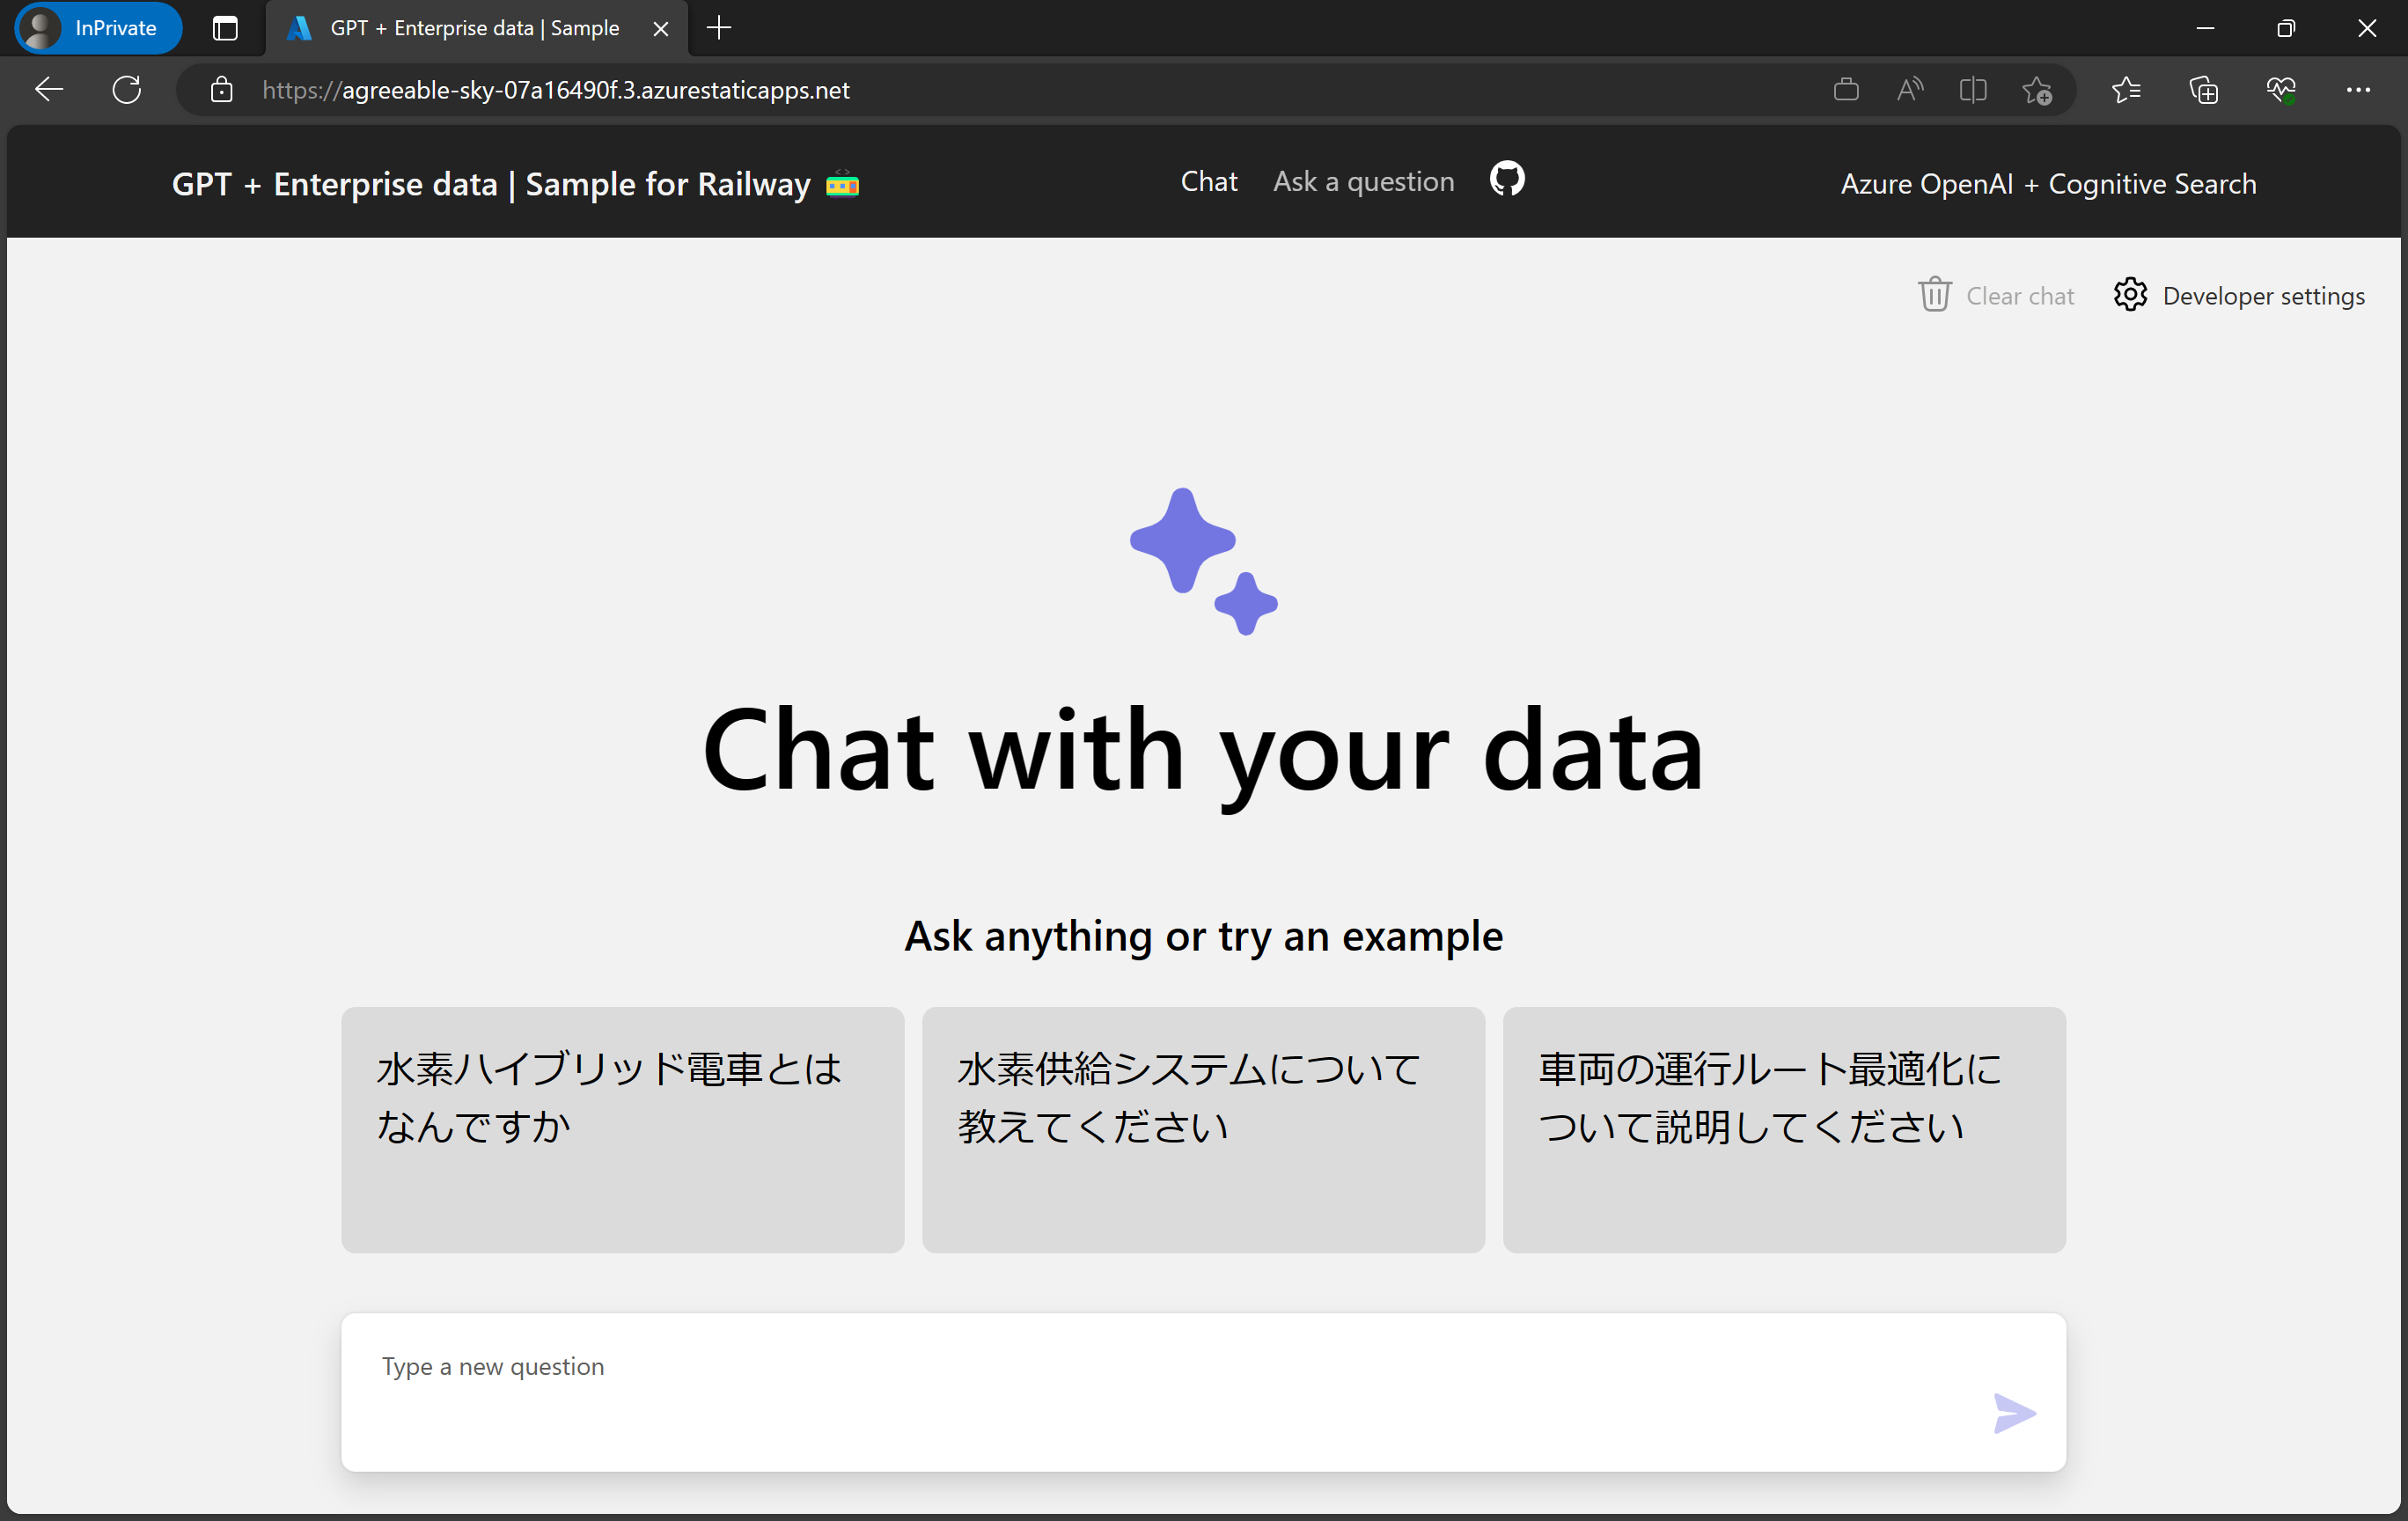 InPrivate
GPT + Enterprise data | Sample
https://agreeable-sky-07a16490f.3.azurestaticapps.net
GPT + Enterprise data | Sample for Railway
Chat
Ask a question
Azure OpenAI + Cognitive Search
Clear chat
Developer settings
Chat with your data
Ask anything or try an example
水素ハイブリッド電車とは
なんですか
水素供給システムについて
教えてください
車両の運行ルート最適化に
ついて説明してください
Type a new question